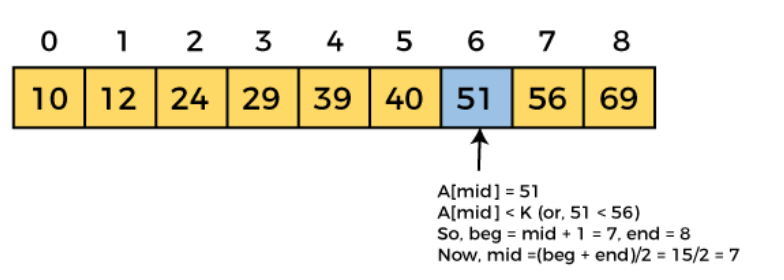 0 1 2 3 4 5 6 7 8
10 12 24 29 39 40 51 56 69
A[mid] = 51
A[mid] < K (or, 51 < 56)
So, beg = mid + 1 = 7, end = 8
Now, mid =(beg + end)/2 = 15/2 = 7